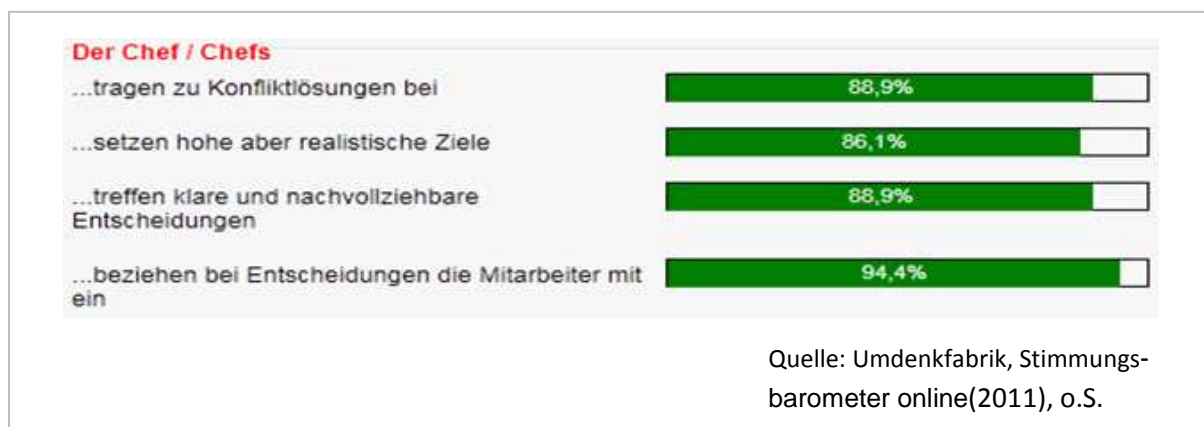 Der Chef / Chefs
...tragen zu Konfliktlösungen bei
88,9%
...setzen hohe aber realistische Ziele
86,1%
...treffen klare und nachvollziehbare
Entscheidungen
88,9%
...beziehen bei Entscheidungen die Mitarbeiter mit
ein
94,4%
Quelle: Umdenkfabrik, Stimmungs-
barometer online(2011), o.S.